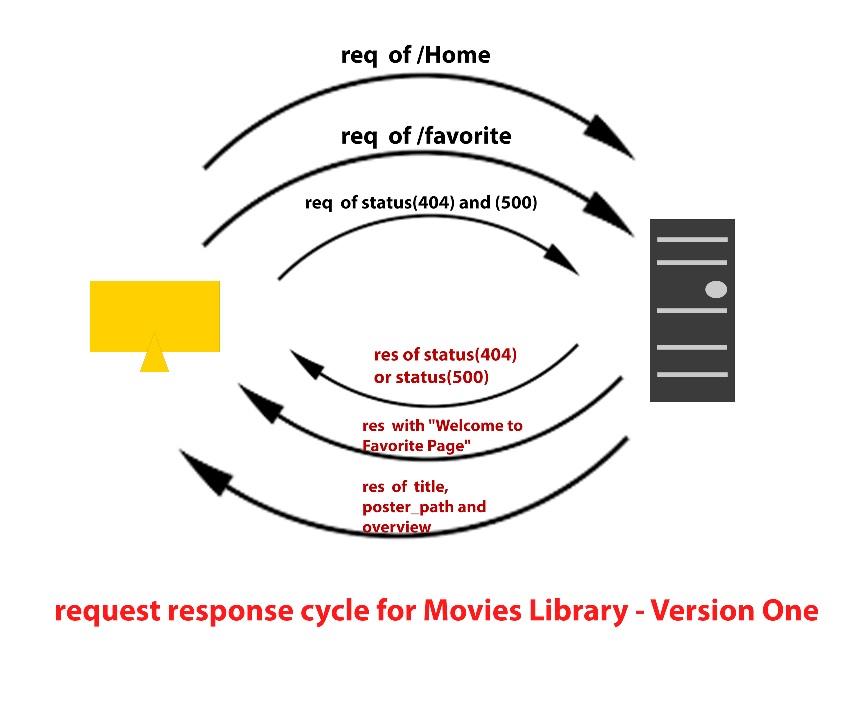 req of /Home
req of /favorite
req of status(404) and (500)
res of status(404)
or status(500)
res with "Welcome to
Favorite Page"
res of title,
poster_path and
overview
request response cycle for Movies Library - Version One